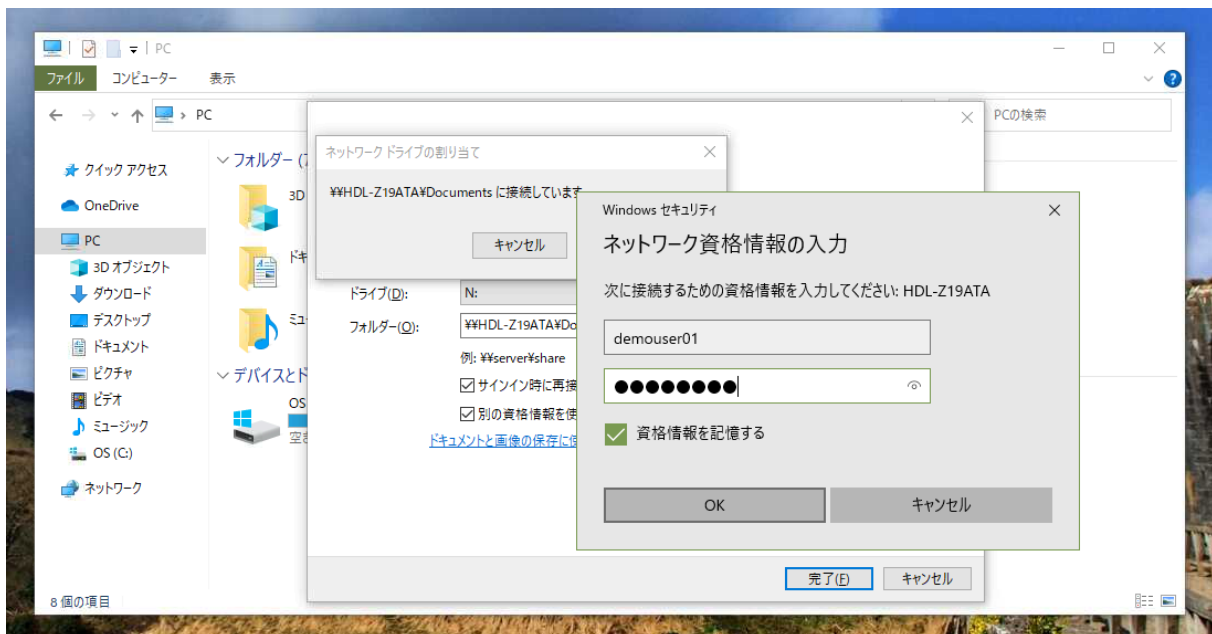 PC
ファイル コンピューター 表示
PC
PCの検索
クイック アクセス
OneDrive
PC
3D オブジェクト
ダウンロード
デスクトップ
ドキュメント
ピクチャ
ビデオ
ミュージック
OS (C:)
ネットワーク
8 個の項目
フォルダー (
3D
ドキ
ミュ
デバイスとド
OS
空き
ネットワーク ドライブの割り当て
¥¥HDL-Z19ATA¥Documents に接続しています
キャンセル
ドライブ(D): N:
フォルダー(O): ¥¥HDL-Z19ATA¥Do
例: ¥¥server¥share
サインイン時に再接
別の資格情報を使
ドキュメントと画像の保存に使
完了(F) キャンセル
Windows セキュリティ
ネットワーク資格情報の入力
次に接続するための資格情報を入力してください: HDL-Z19ATA
demouser01
●●●●●●●●
資格情報を記憶する
OK キャンセル